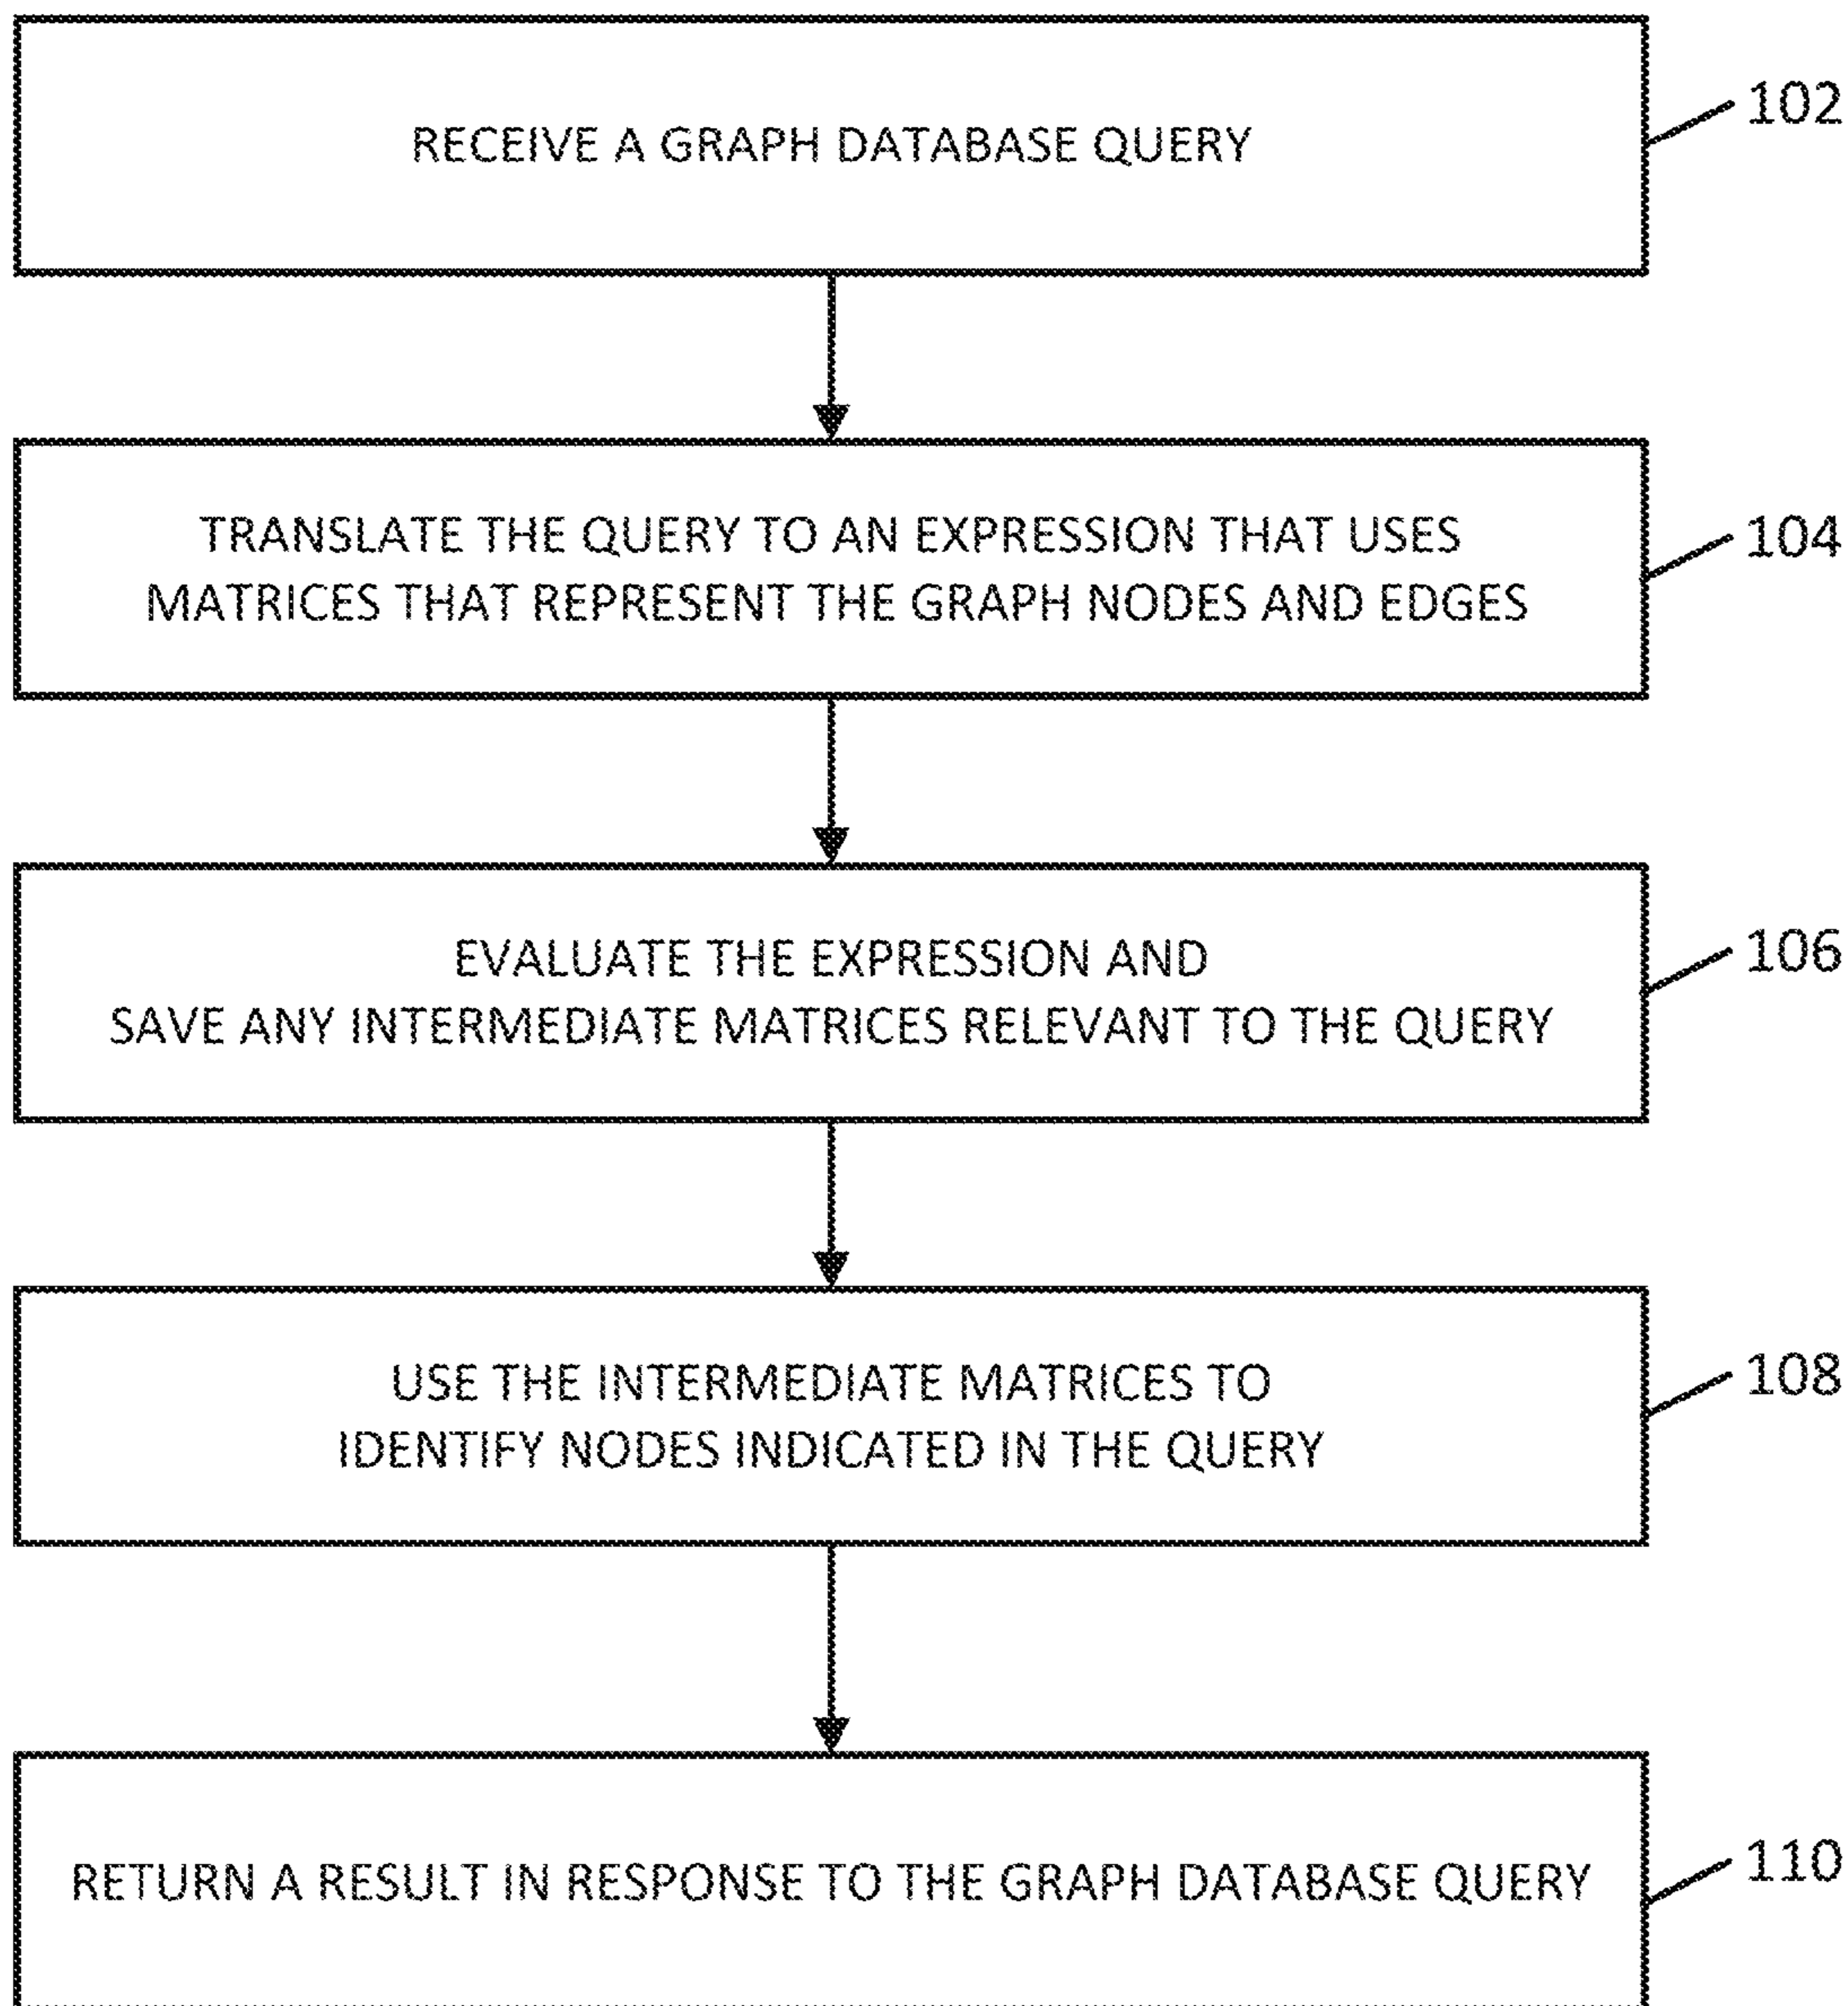 RECEIVE A GRAPH DATABASE QUERY
102
TRANSLATE THE QUERY TO AN EXPRESSION THAT USES
MATRICES THAT REPRESENT THE GRAPH NODES AND EDGES
104
EVALUATE THE EXPRESSION AND
SAVE ANY INTERMEDIATE MATRICES RELEVANT TO THE QUERY
106
USE THE INTERMEDIATE MATRICES TO
IDENTIFY NODES INDICATED IN THE QUERY
108
RETURN A RESULT IN RESPONSE TO THE GRAPH DATABASE QUERY
110